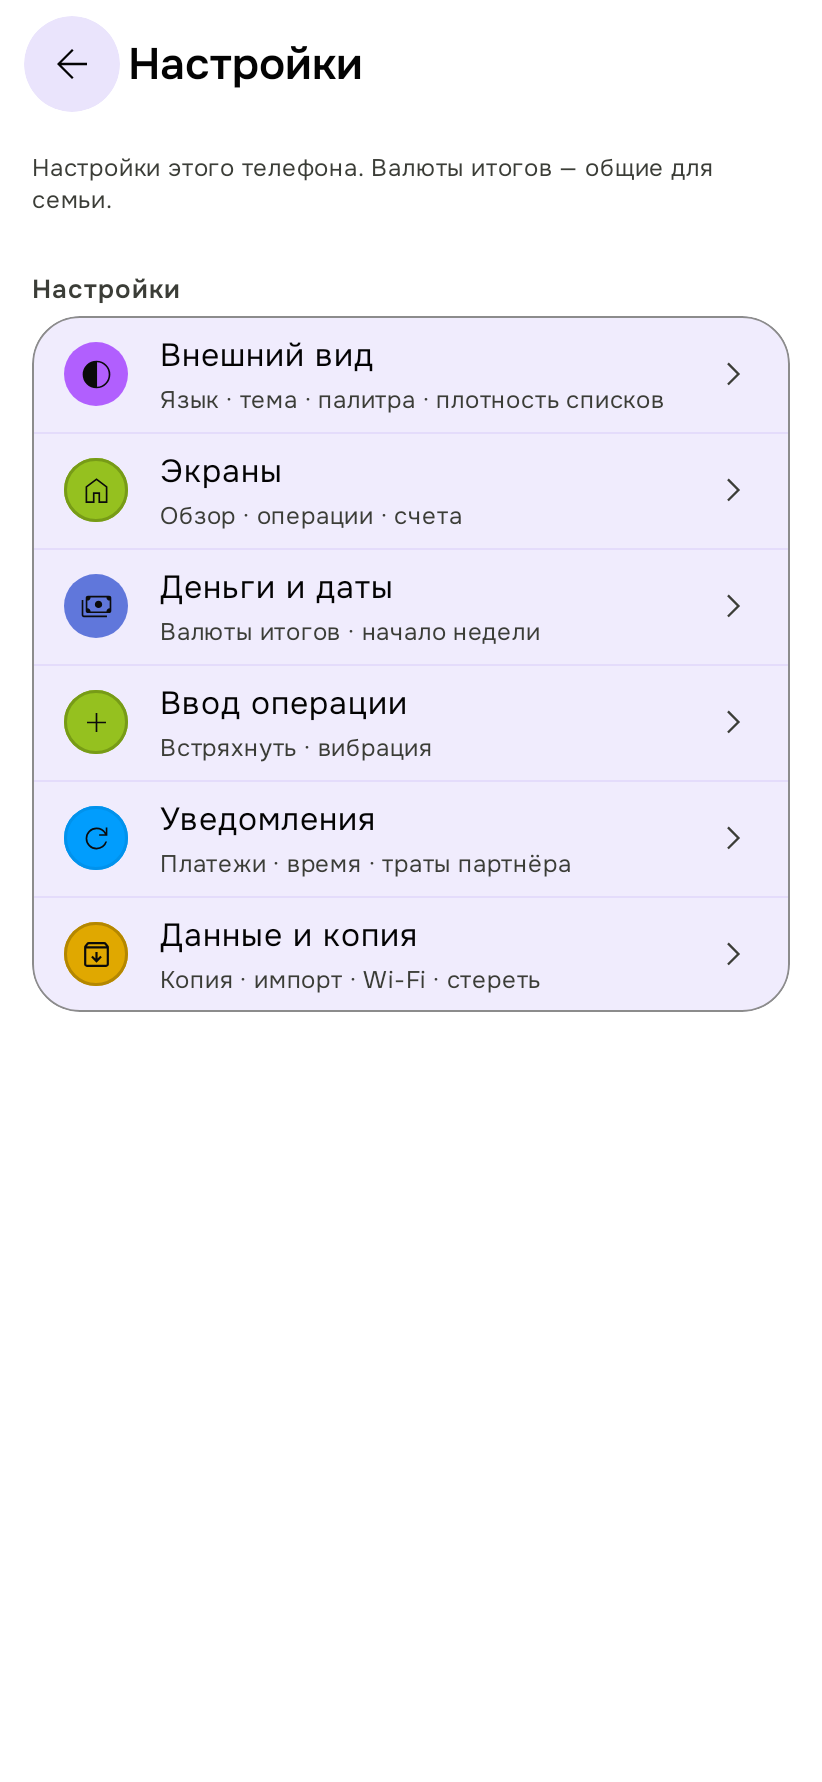 Настройки
Настройки этого телефона. Валюты итогов — общие для
семьи.
Настройки
Внешний вид
Язык · тема · палитра · плотность списков
Экраны
Обзор · операции · счета
Деньги и даты
Валюты итогов · начало недели
Ввод операции
Встряхнуть · вибрация
Уведомления
Платежи · время · траты партнёра
Данные и копия
Копия · импорт · Wi-Fi · стереть